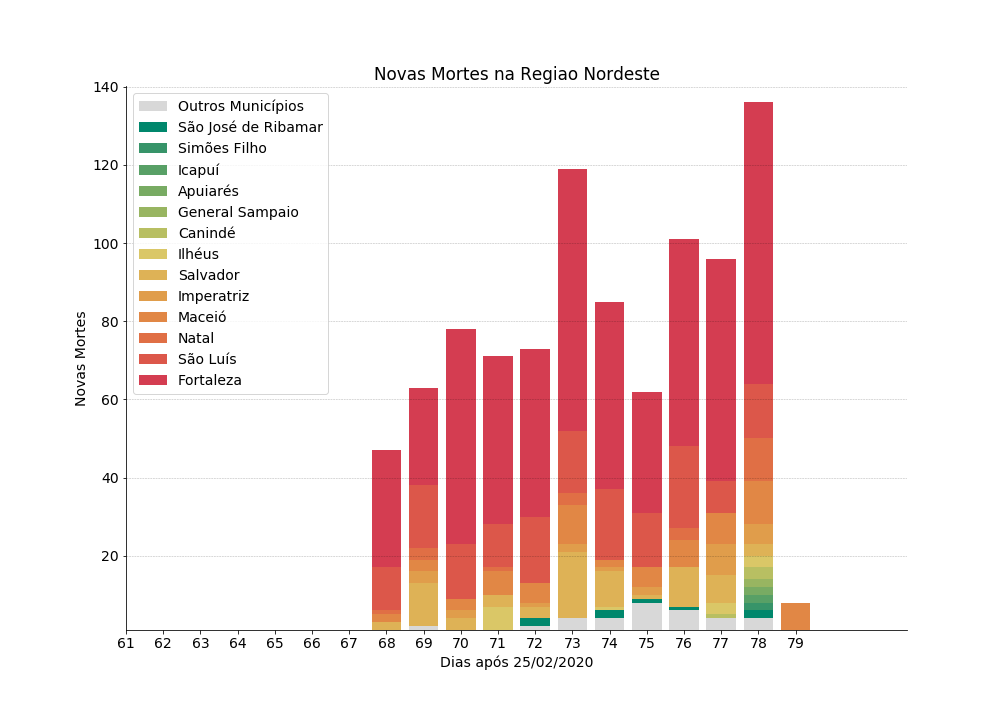 Novas Mortes na Regiao Nordeste
140
120
100
80
60
40
20
Novas Mortes
Outros Municípios
São José de Ribamar
Simões Filho
Icapuí
Apuiarés
General Sampaio
Canindé
Ilhéus
Salvador
Imperatriz
Maceió
Natal
São Luís
Fortaleza
61 62 63 64 65 66 67 68 69 70 71 72 73 74 75 76 77 78 79
Dias após 25/02/2020